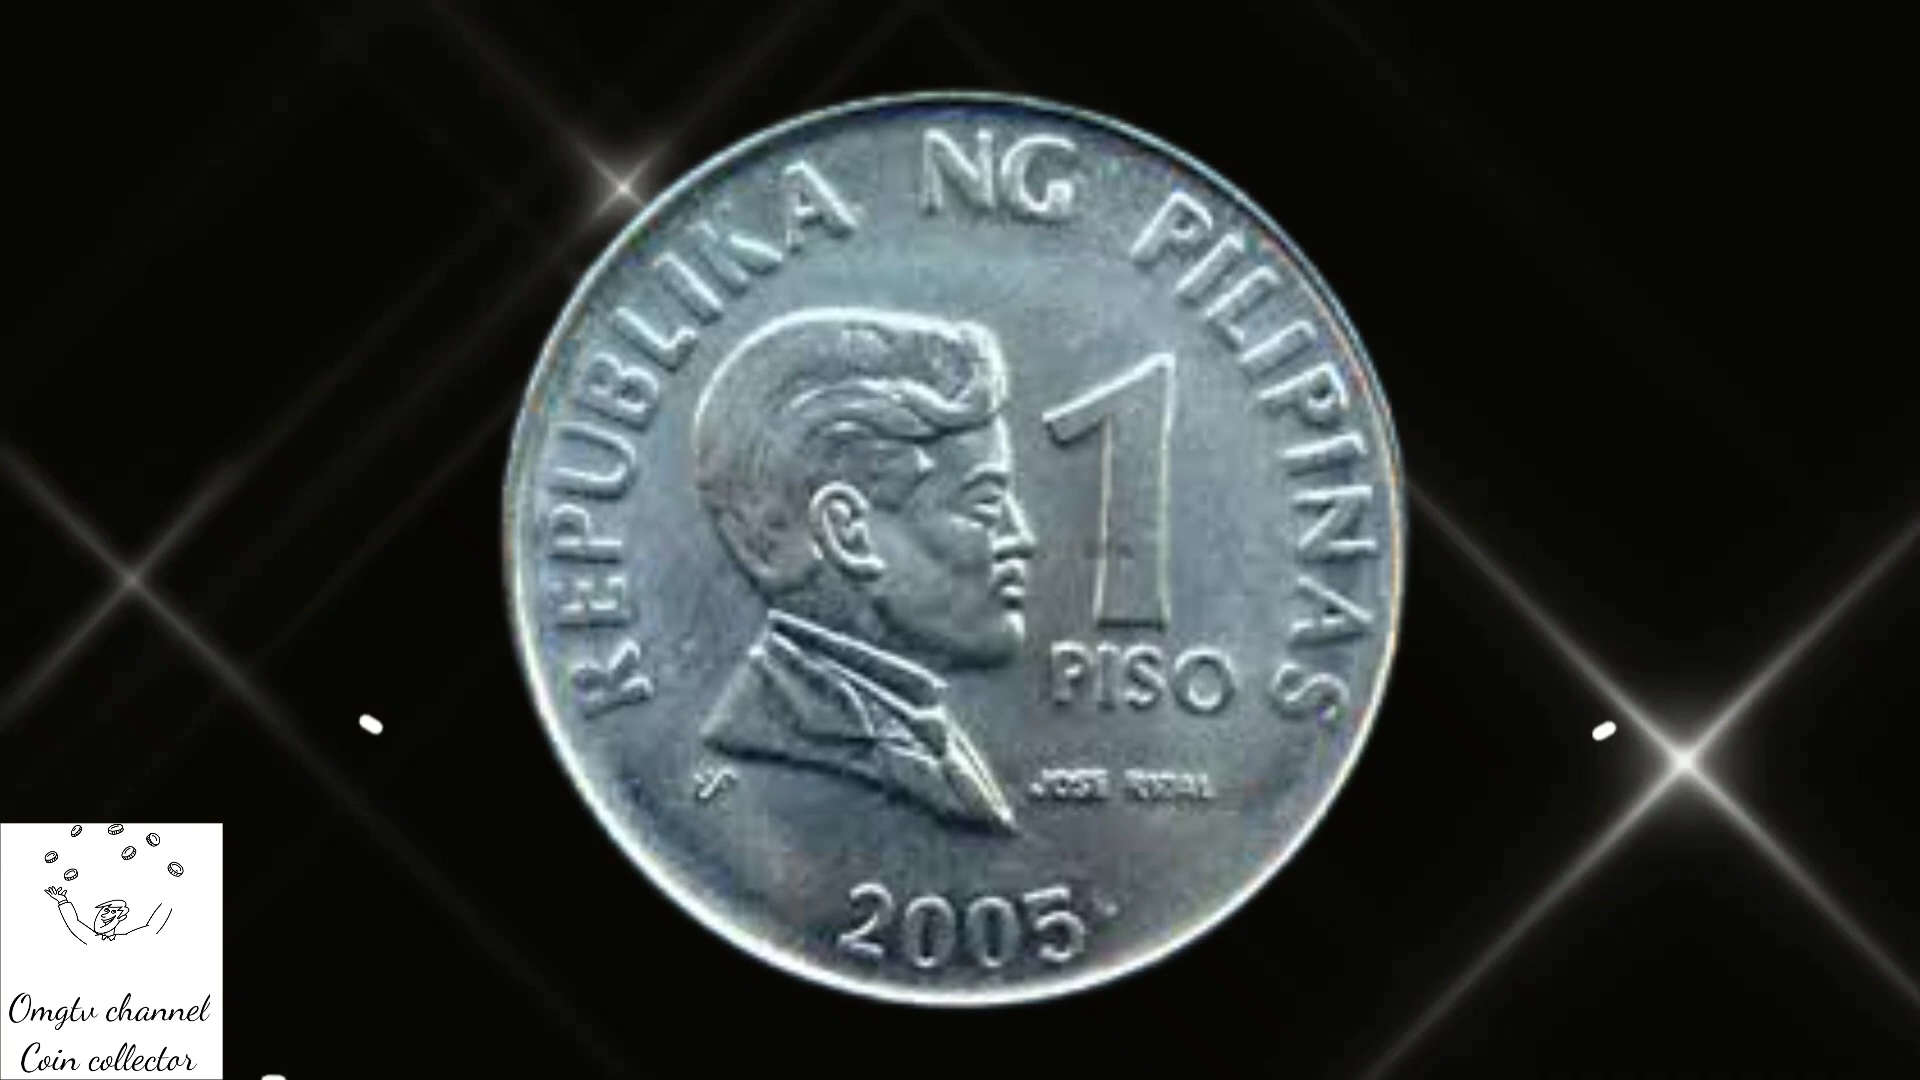 REPUBLIKA NG PILIPINAS
1
PISO
JOSE RIZAL
2005
Omgtv channel
Coin collector